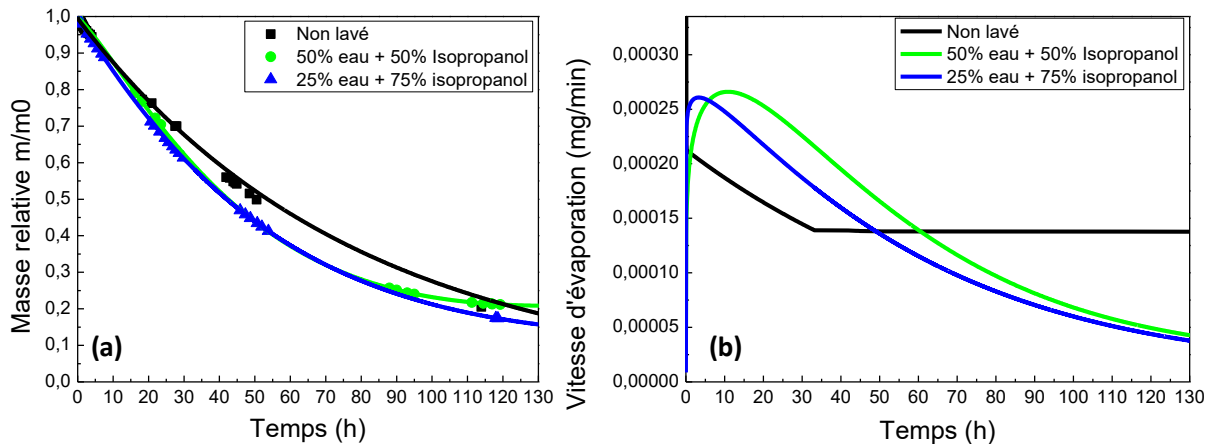 Masse relative m/m0
1,0
0,9
0,8
0,7
0,6
0,5
0,4
0,3
0,2
0,1
0,0
Non lavé
50% eau + 50% Isopropanol
25% eau + 75% isopropanol
(a)
0 10 20 30 40 50 60 70 80 90 100 110 120 130
Temps (h)
Vitesse d'évaporation (mg/min)
0,00035
0,00030
0,00025
0,00020
0,00015
0,00010
0,00005
0,00000
Non lavé
50% eau + 50% Isopropanol
25% eau + 75% isopropanol
(b)
0 10 20 30 40 50 60 70 80 90 100 110 120 130
Temps (h)